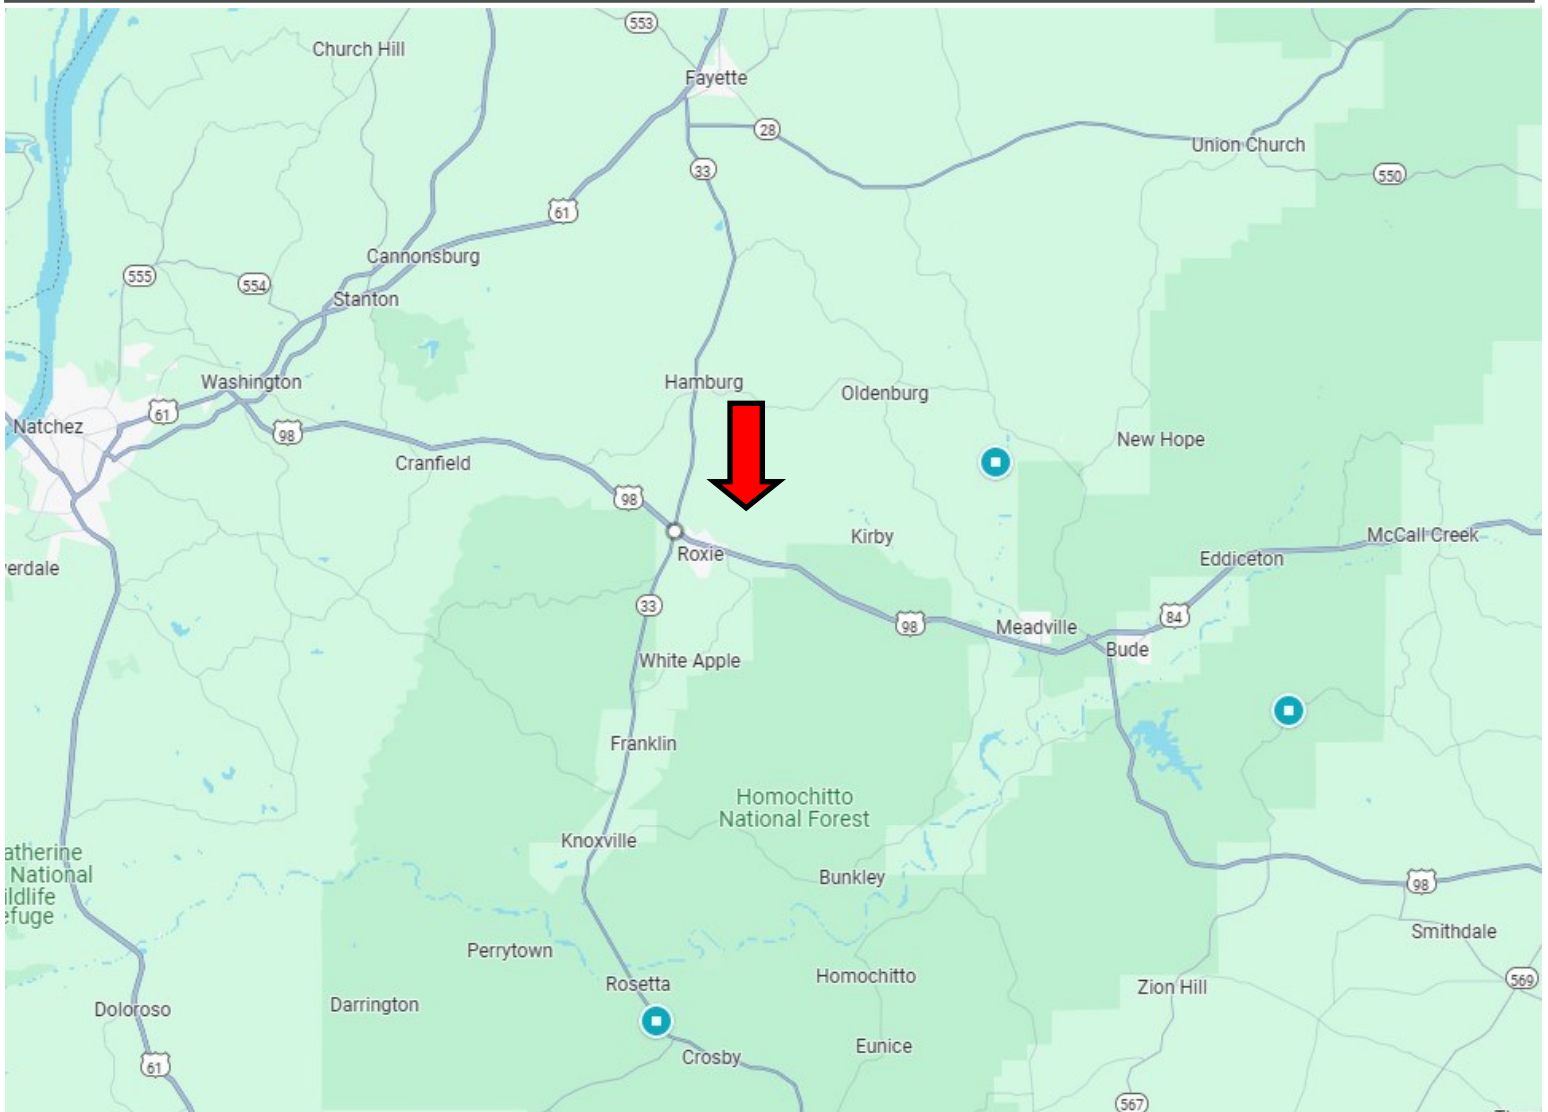 553
Church Hill
Fayette
28
Union Church
33
550
61
Cannonsburg
555
554
Stanton
Washington
Hamburg
Oldenburg
61
Natchez
98
New Hope
Cranfield
98
Kirby
McCall Creek
Roxie
Eddiceton
erdale
33
84
98
Meadville
Bude
White Apple
Franklin
Homochitto
National Forest
Knoxville
atherine
National
ildlife
efuge
Bunkley
98
Smithdale
Perrytown
Rosetta
Homochitto
Zion Hill
569
Darrington
Doloroso
Eunice
Crosby
61
567